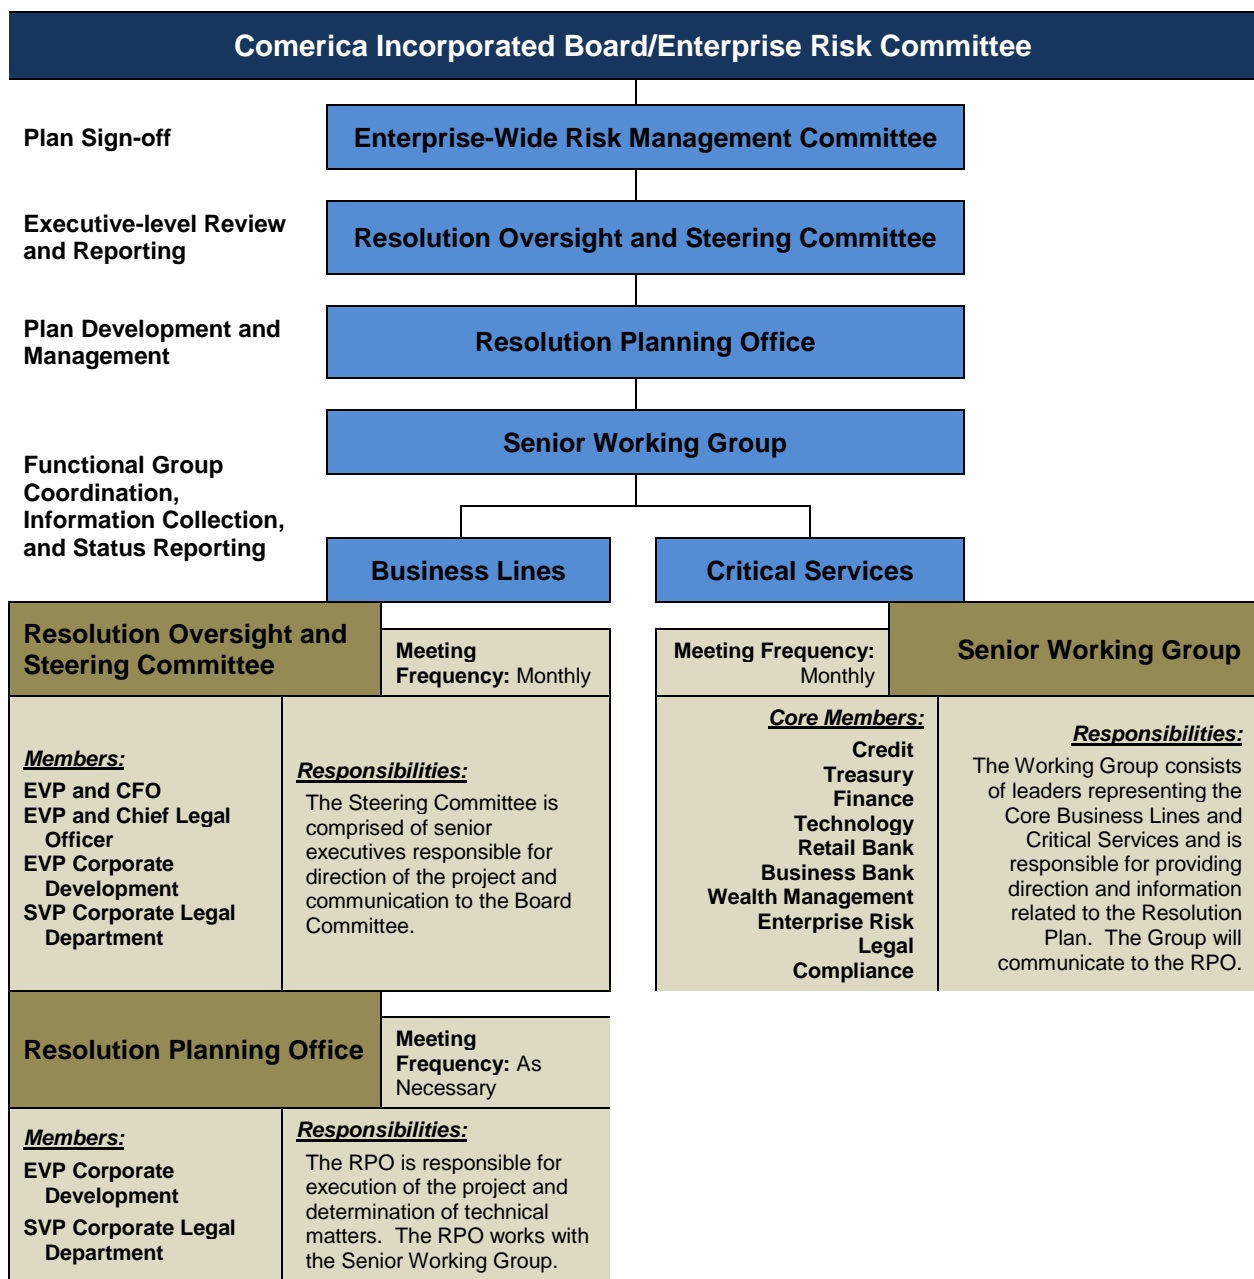 Comerica Incorporated Board/Enterprise Risk Committee
Plan Sign-off
Enterprise-Wide Risk Management Committee
Executive-level Review
and Reporting
Resolution Oversight and Steering Committee
Plan Development and
Management
Resolution Planning Office
Senior Working Group
Functional Group
Coordination,
Information Collection,
and Status Reporting
Business Lines
Critical Services
Resolution Oversight and
Steering Committee
Meeting
Frequency: Monthly
Members:
EVP and CFO
EVP and Chief Legal
Officer
EVP Corporate
Development
SVP Corporate Legal
Department
Responsibilities:
The Steering Committee is
comprised of senior
executives responsible for
direction of the project and
communication to the Board
Committee.
Meeting Frequency:
Monthly
Senior Working Group
Core Members:
Credit
Treasury
Finance
Technology
Retail Bank
Business Bank
Wealth Management
Enterprise Risk
Legal
Compliance
Responsibilities:
The Working Group consists
of leaders representing the
Core Business Lines and
Critical Services and is
responsible for providing
direction and information
related to the Resolution
Plan.  The Group will
communicate to the RPO.
Resolution Planning Office
Meeting
Frequency: As
Necessary
Members:
EVP Corporate
Development
SVP Corporate Legal
Department
Responsibilities:
The RPO is responsible for
execution of the project and
determination of technical
matters.  The RPO works with
the Senior Working Group.